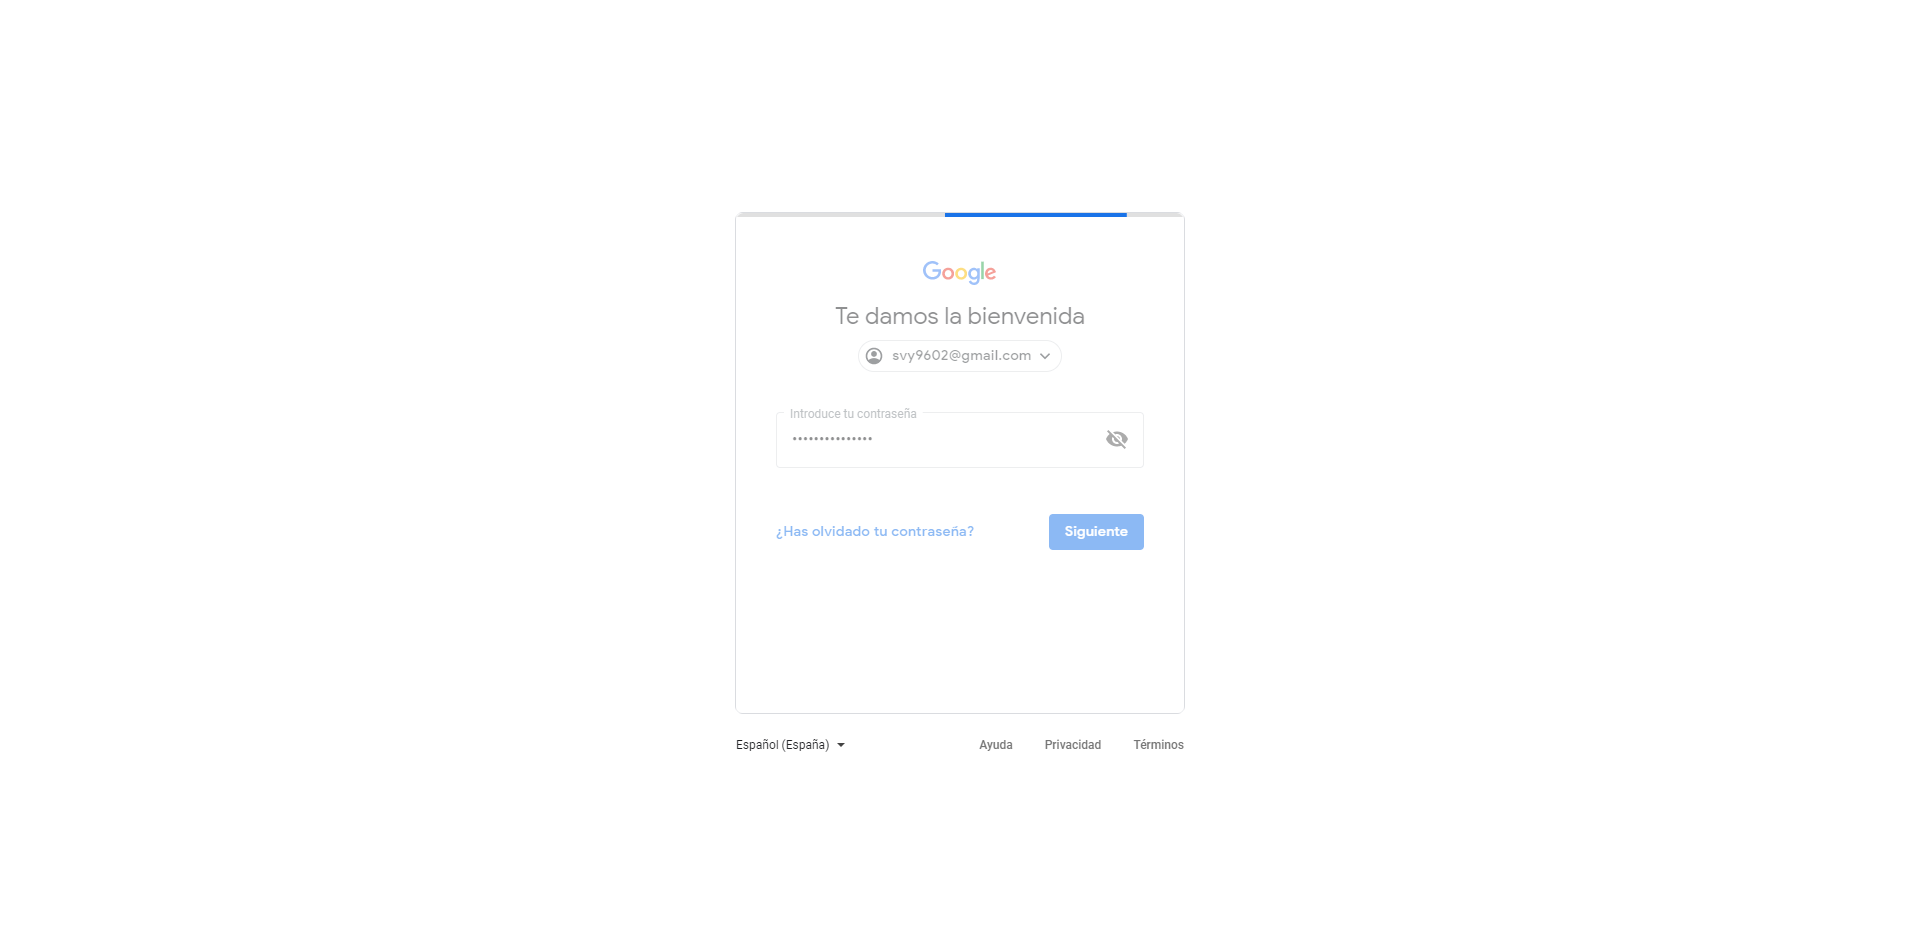 Google
Te damos la bienvenida
svy9602@gmail.com
Introduce tu contraseña
•••••••••••••••
¿Has olvidado tu contraseña?
Siguiente
Español (España)
Ayuda
Privacidad
Términos